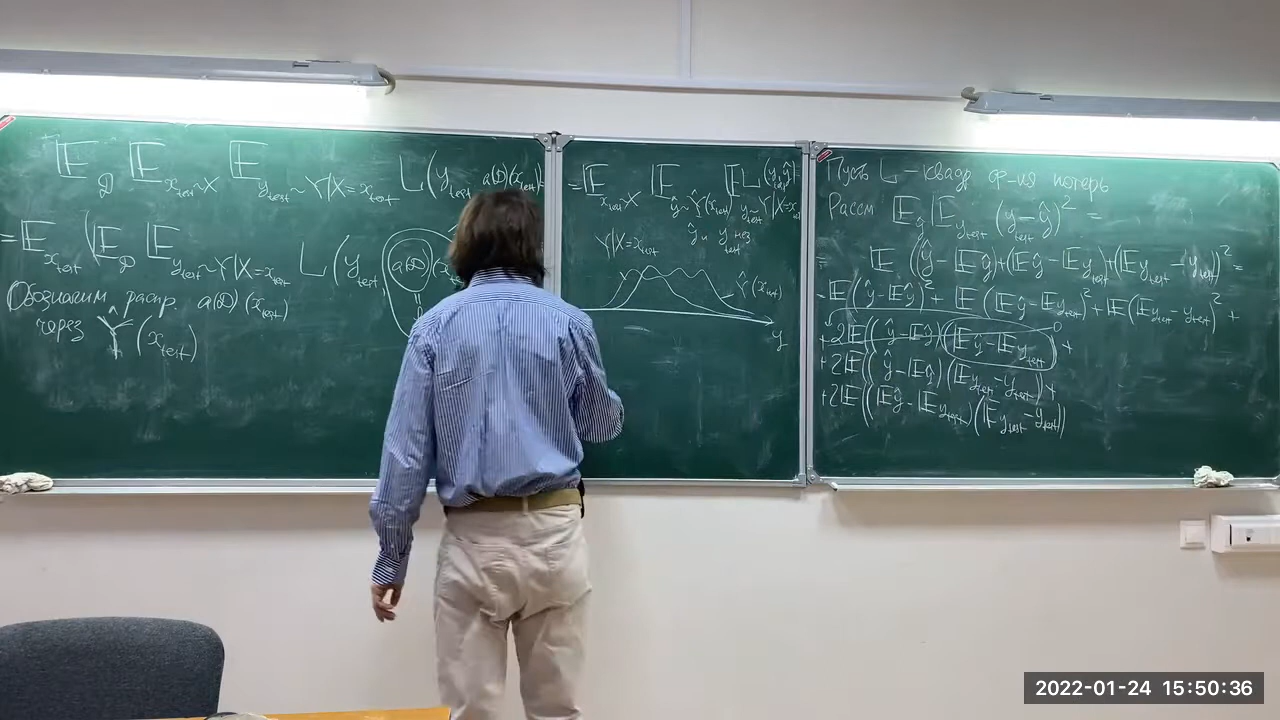 𝔼_D 𝔼_{x_test~X} 𝔼_{y_test~Y|X=x_test} L(y_test, a(D)(x_test))=
=𝔼_{x_test} (𝔼_D 𝔼_{y_test~Y|X=x_test} L(y_test, a(D)(x
Обозначим распр. a(D)(x_test)
через Ŷ(x_test)
=𝔼_{x_test~X} 𝔼_{ŷ~Ŷ(x_test)} 𝔼_{y_test~Y|X=x_test} L(y_test, ŷ)
Y|X=x_test ŷ и y_test нез
Ŷ(x_test)
y
Пусть L – квадр ф-ия потерь
Рассм 𝔼_ŷ 𝔼_{y_test} (y_test-ŷ)² =
= 𝔼 ((ŷ-𝔼ŷ)+(𝔼ŷ-𝔼y_test)+(𝔼y_test-y_test))² =
=𝔼(ŷ-𝔼ŷ)²+ 𝔼(𝔼ŷ-𝔼y_test)²+𝔼(𝔼y_test-y_test)²+
+2𝔼((ŷ-𝔼ŷ)(𝔼ŷ-𝔼y_test)) 0 +
+2𝔼((ŷ-𝔼ŷ)(𝔼y_test-y_test))+
+2𝔼((𝔼ŷ-𝔼y_test)(𝔼y_test-y_test))
2022-01-24 15:50:36